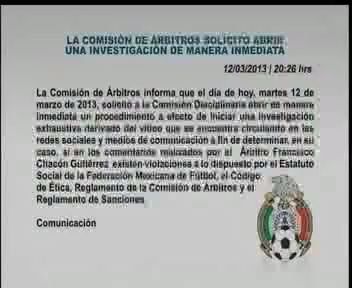 LA COMISIÓN DE ÁRBITROS SOLICITO ABRIR
UNA INVESTIGACIÓN DE MANERA INMEDIATA
12/03/2013 | 20:26 hrs
La Comisión de Árbitros informa que el día de hoy, martes 12 de
marzo de 2013, solicitó a la Comisión Disciplinaria abrir de manera
inmediata un procedimiento a efecto de iniciar una investigación
exhaustiva derivado del video que se encuentra circulando en las
redes sociales y medios de comunicación a fin de determinar, en su
caso, si en los comentarios realizados por el Árbitro Francisco
Chacón Gutiérrez existen violaciones a lo dispuesto por el Estatuto
Social de la Federación Mexicana de Fútbol, el Código
de Ética, Reglamento de la Comisión de Árbitros y el
Reglamento de Sanciones
Comunicación